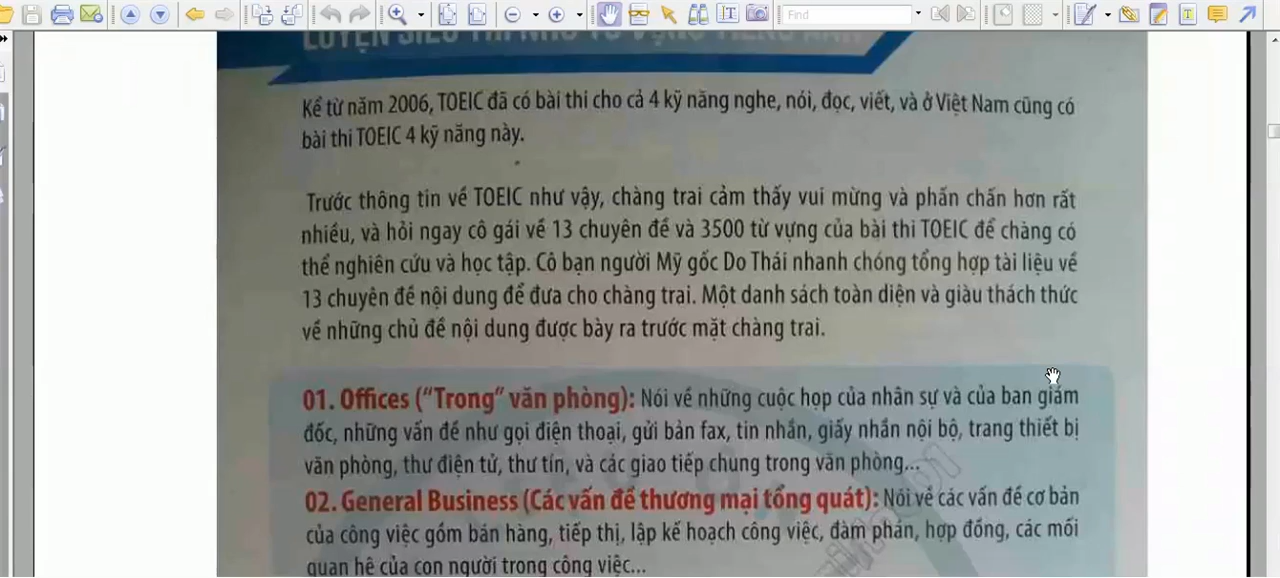 Find
LUYỆN SIÊU TRÍ NHỚ TỪ VỰNG TIẾNG ANH
Kể từ năm 2006, TOEIC đã có bài thi cho cả 4 kỹ năng nghe, nói, đọc, viết, và ở Việt Nam cũng có
bài thi TOEIC 4 kỹ năng này.
Trước thông tin về TOEIC như vậy, chàng trai cảm thấy vui mừng và phấn chấn hơn rất
nhiều, và hỏi ngay cô gái về 13 chuyên đề và 3500 từ vựng của bài thi TOEIC để chàng có
thể nghiên cứu và học tập. Cô bạn người Mỹ gốc Do Thái nhanh chóng tổng hợp tài liệu về
13 chuyên đề nội dung để đưa cho chàng trai. Một danh sách toàn diện và giàu thách thức
về những chủ đề nội dung được bày ra trước mặt chàng trai.
01. Offices (“Trong” văn phòng): Nói về những cuộc họp của nhân sự và của ban giám
đốc, những vấn đề như gọi điện thoại, gửi bản fax, tin nhắn, giấy nhắn nội bộ, trang thiết bị
văn phòng, thư điện tử, thư tín, và các giao tiếp chung trong văn phòng...
02. General Business (Các vấn đề thương mại tổng quát): Nói về các vấn đề cơ bản
của công việc gồm bán hàng, tiếp thị, lập kế hoạch công việc, đàm phán, hợp đồng, các mối
quan hệ của con người trong công việc...